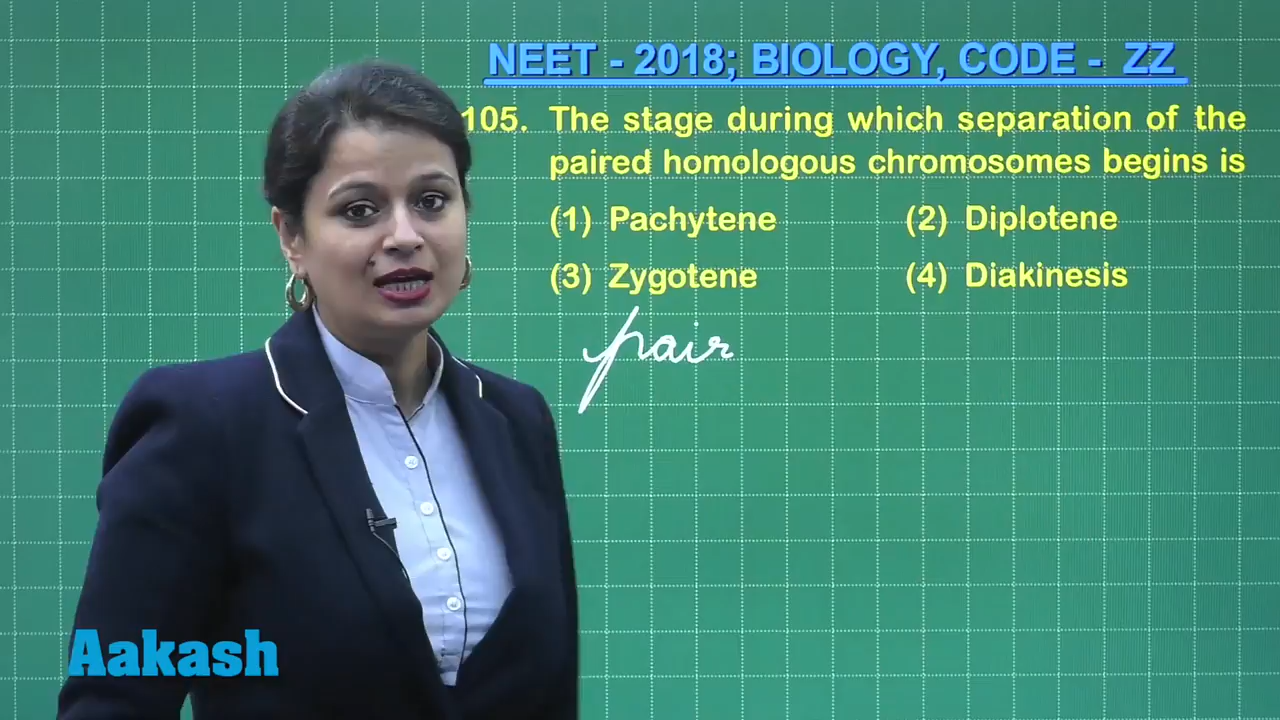 NEET - 2018; BIOLOGY, CODE - ZZ
105. The stage during which separation of the
paired homologous chromosomes begins is
(1) Pachytene (2) Diplotene
(3) Zygotene (4) Diakinesis
pair
Aakash